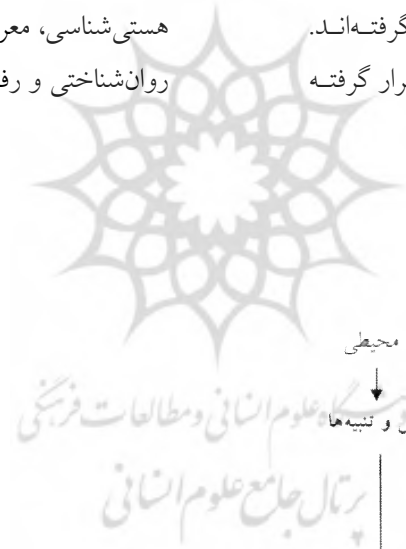 گرفته‌اند.
رار گرفته
هستی‌شناسی، معر
روان‌شناختی و رف
محیطی
و تنبیه‌ها
گاه علوم انسانی و مطالعات فرهنگی
پرتال جامع علوم انسانی